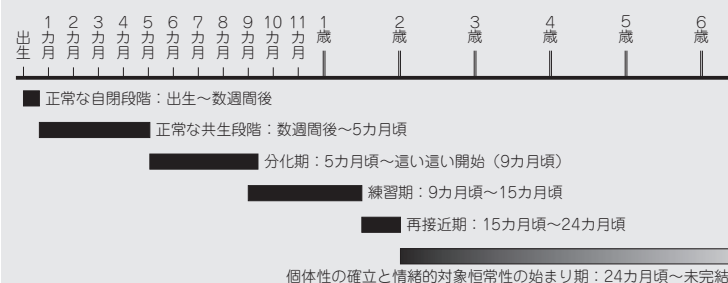 出生 1カ月 2カ月 3カ月 4カ月 5カ月 6カ月 7カ月 8カ月 9カ月 10カ月 11カ月 1歳 2歳 3歳 4歳 5歳 6歳
正常な自閉段階：出生～数週間後
正常な共生段階：数週間後～5カ月頃
分化期：5カ月頃～這い這い開始（9カ月頃）
練習期：9カ月頃～15カ月頃
再接近期：15カ月頃～24カ月頃
個体性の確立と情緒的対象恒常性の始まり期：24カ月頃～未完結